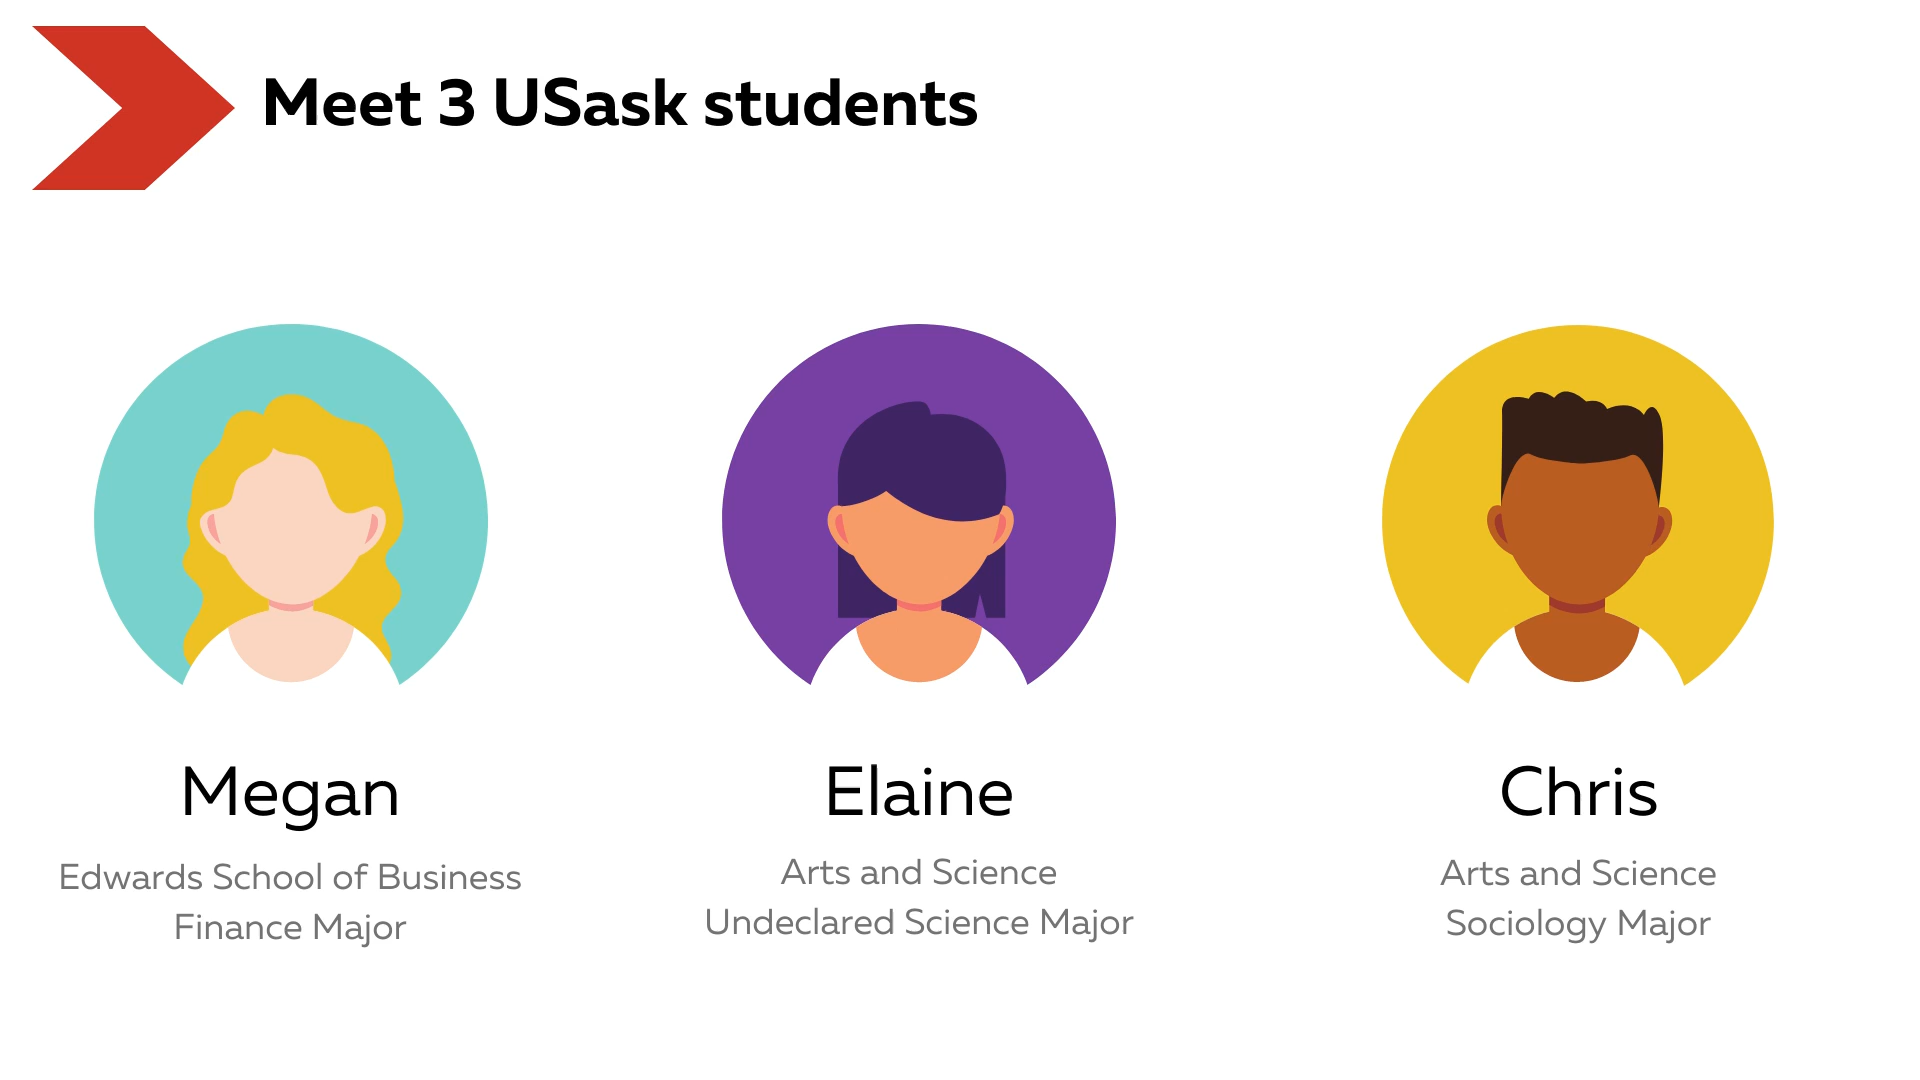 Meet 3 USask students
Megan
Edwards School of Business
Finance Major
Elaine
Arts and Science
Undeclared Science Major
Chris
Arts and Science
Sociology Major